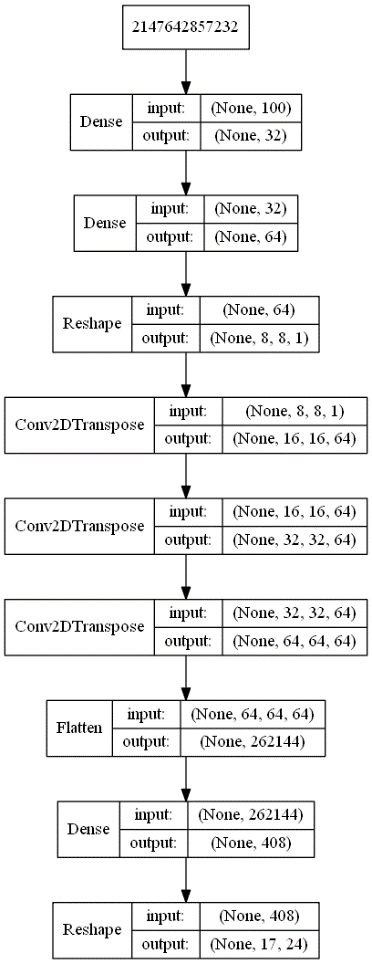 2147642857232
Dense input: (None, 100)
output: (None, 32)
Dense input: (None, 32)
output: (None, 64)
Reshape input: (None, 64)
output: (None, 8, 8, 1)
Conv2DTranspose input: (None, 8, 8, 1)
output: (None, 16, 16, 64)
Conv2DTranspose input: (None, 16, 16, 64)
output: (None, 32, 32, 64)
Conv2DTranspose input: (None, 32, 32, 64)
output: (None, 64, 64, 64)
Flatten input: (None, 64, 64, 64)
output: (None, 262144)
Dense input: (None, 262144)
output: (None, 408)
Reshape input: (None, 408)
output: (None, 17, 24)